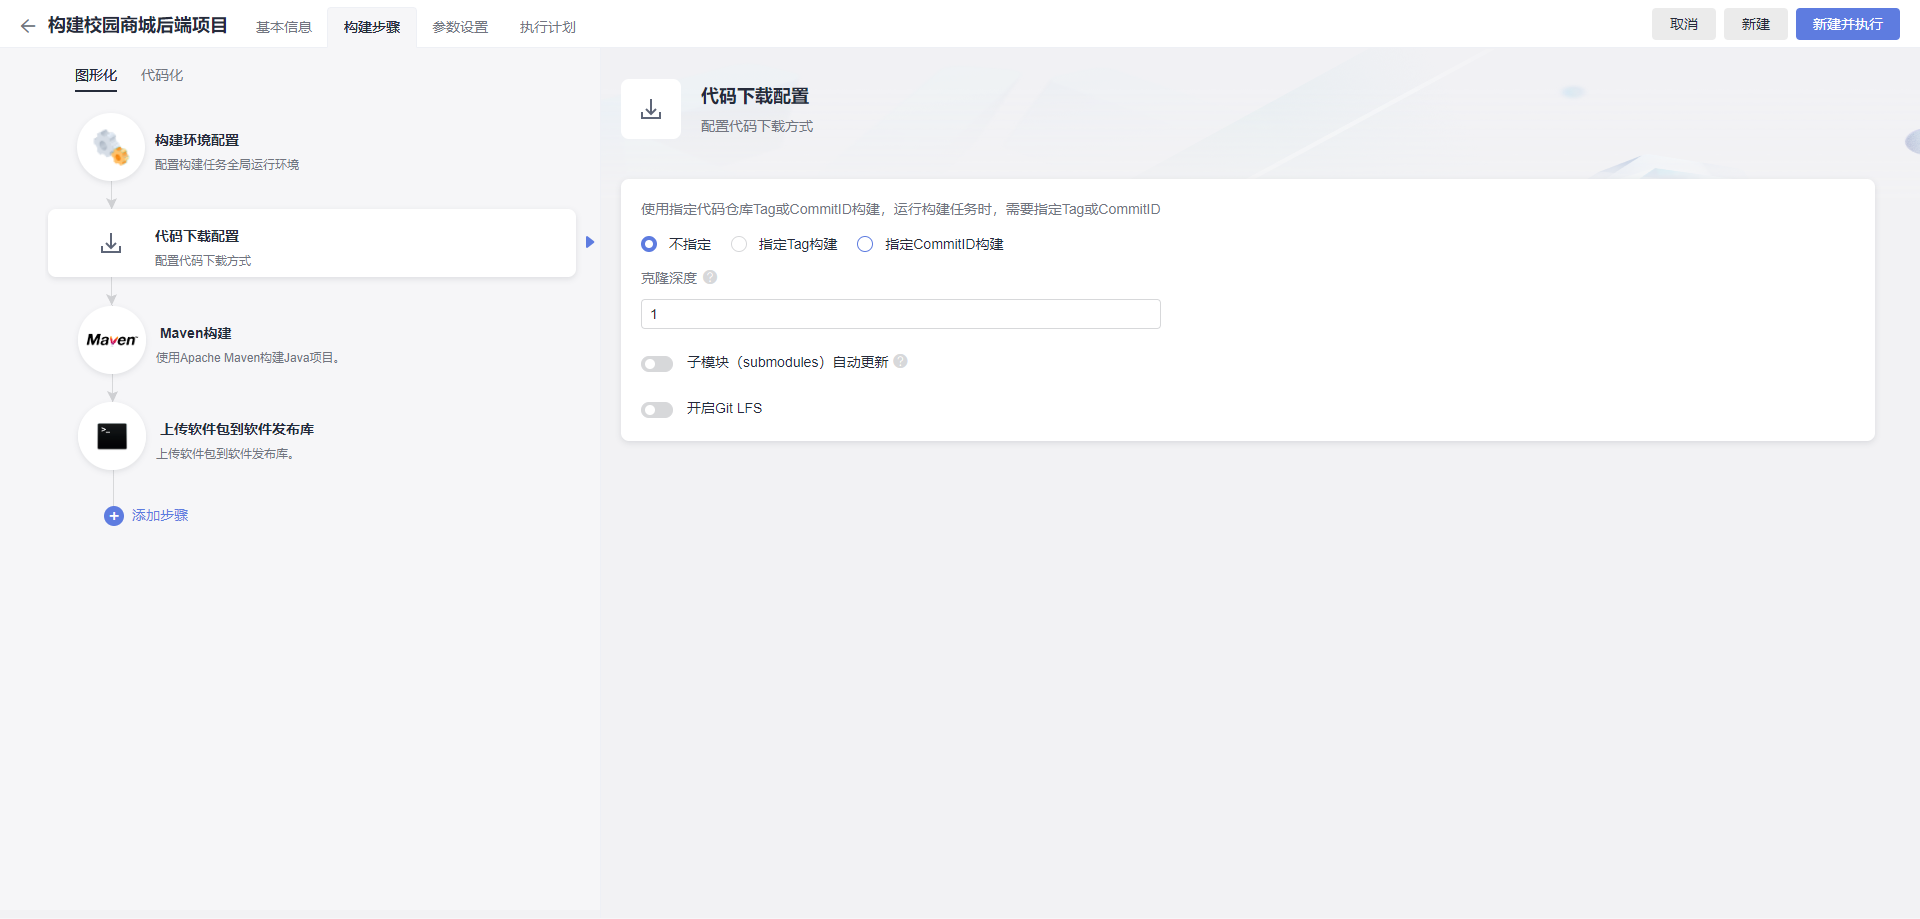 构建校园商城后端项目
基本信息
构建步骤
参数设置
执行计划
取消
新建
新建并执行
图形化
代码化
构建环境配置
配置构建任务全局运行环境
代码下载配置
配置代码下载方式
Maven
Maven构建
使用Apache Maven构建Java项目。
>_
上传软件包到软件发布库
上传软件包到软件发布库。
添加步骤
代码下载配置
配置代码下载方式
使用指定代码仓库Tag或CommitID构建，运行构建任务时，需要指定Tag或CommitID
不指定
指定Tag构建
指定CommitID构建
克隆深度
1
子模块（submodules）自动更新
开启Git LFS